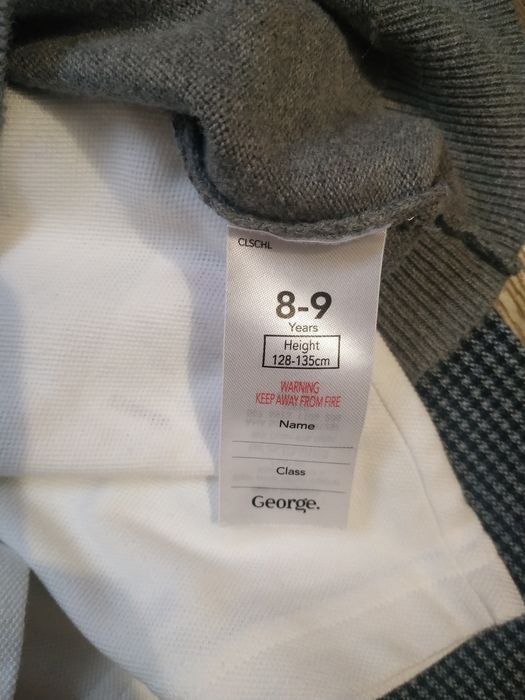 CLSCHL
8-9
Years
Height
128-135cm
WARNING
KEEP AWAY FROM FIRE
Name
Class
George.